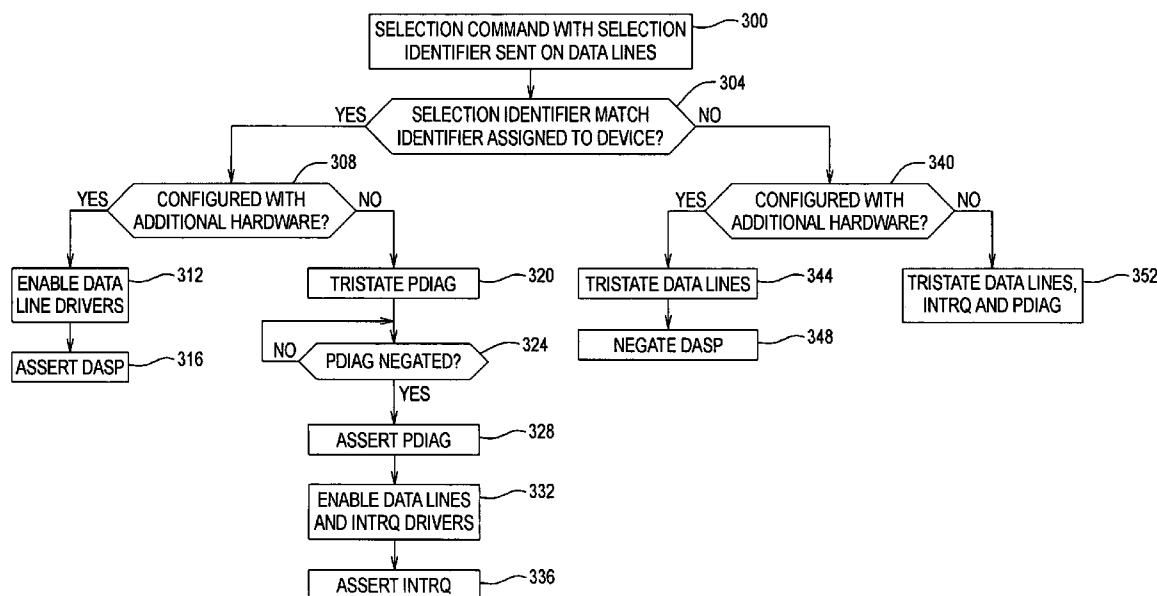 SELECTION COMMAND WITH SELECTION
IDENTIFIER SENT ON DATA LINES
300
304
YES
SELECTION IDENTIFIER MATCH
IDENTIFIER ASSIGNED TO DEVICE?
NO
308
YES
CONFIGURED WITH
ADDITIONAL HARDWARE?
NO
340
YES
CONFIGURED WITH
ADDITIONAL HARDWARE?
NO
ENABLE DATA
LINE DRIVERS
312
TRISTATE PDIAG
320
TRISTATE DATA LINES
344
TRISTATE DATA LINES,
INTRQ AND PDIAG
352
ASSERT DASP
316
NO
PDIAG NEGATED?
324
NEGATE DASP
348
YES
ASSERT PDIAG
328
ENABLE DATA LINES
AND INTRQ DRIVERS
332
ASSERT INTRQ
336